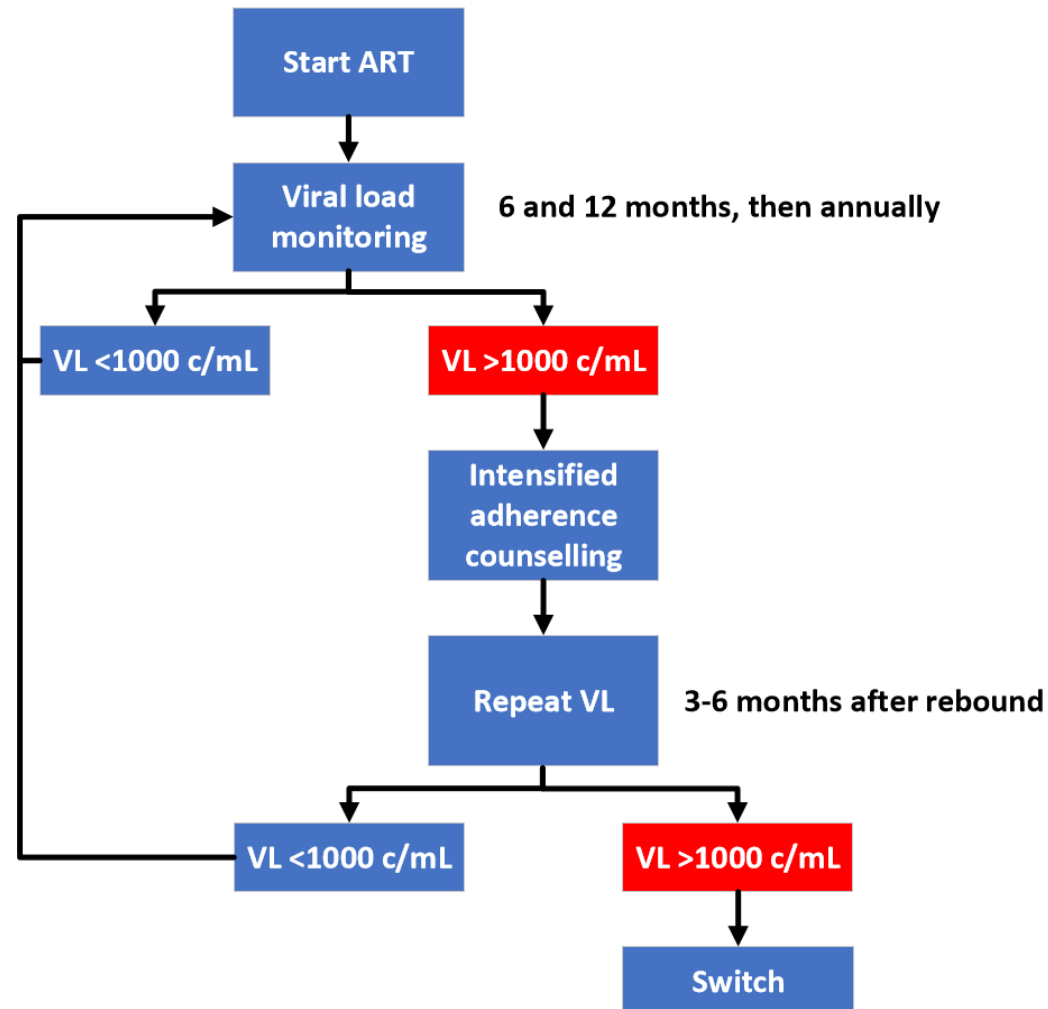 Start ART
Viral load
monitoring
6 and 12 months, then annually
VL <1000 c/mL
VL >1000 c/mL
Intensified
adherence
counselling
Repeat VL
3-6 months after rebound
VL <1000 c/mL
VL >1000 c/mL
Switch